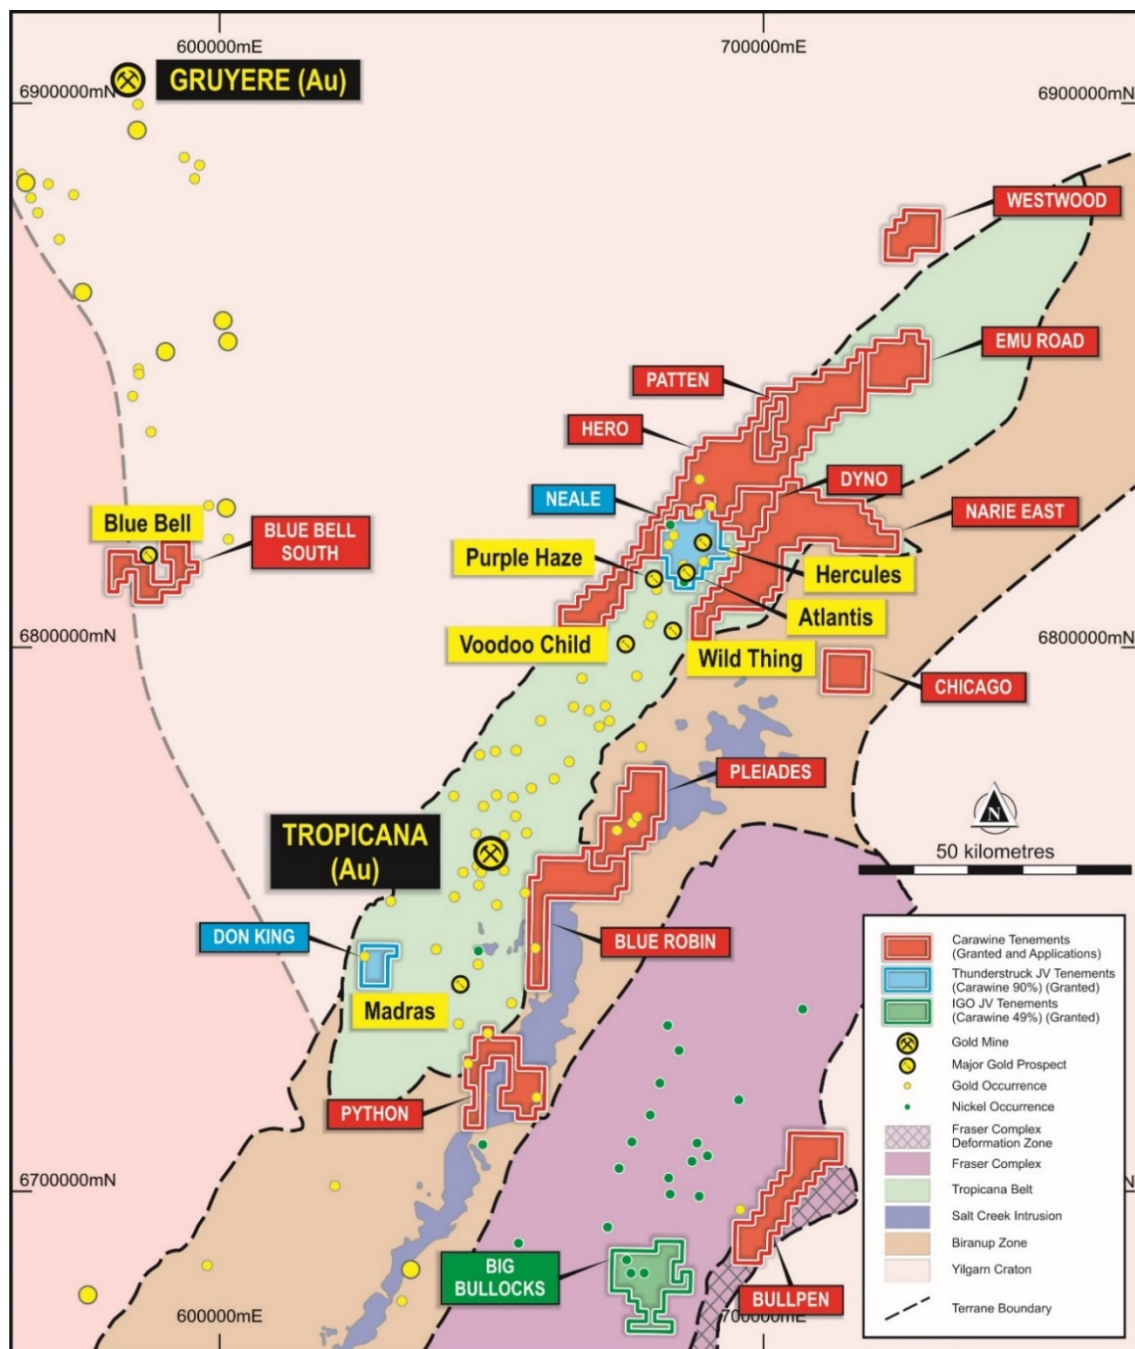 600000mE
700000mE
GRUYERE (Au)
6900000mN
6900000mN
WESTWOOD
EMU ROAD
PATTEN
HERO
DYNO
NEALE
NARIE EAST
Blue Bell
BLUE BELL
SOUTH
Purple Haze
Hercules
Atlantis
6800000mN
6800000mN
Voodoo Child
Wild Thing
CHICAGO
PLEIADES
N
TROPICANA
(Au)
50 kilometres
DON KING
BLUE ROBIN
Madras
PYTHON
6700000mN
BIG
BULLOCKS
BULLPEN
600000mE
700000mE
Carawine Tenements
(Granted and Applications)
Thunderstruck JV Tenements
(Carawine 90%) (Granted)
IGO JV Tenements
(Carawine 49%) (Granted)
Gold Mine
Major Gold Prospect
Gold Occurrence
Nickel Occurrence
Fraser Complex
Deformation Zone
Fraser Complex
Tropicana Belt
Salt Creek Intrusion
Biranup Zone
Yilgarn Craton
Terrane Boundary